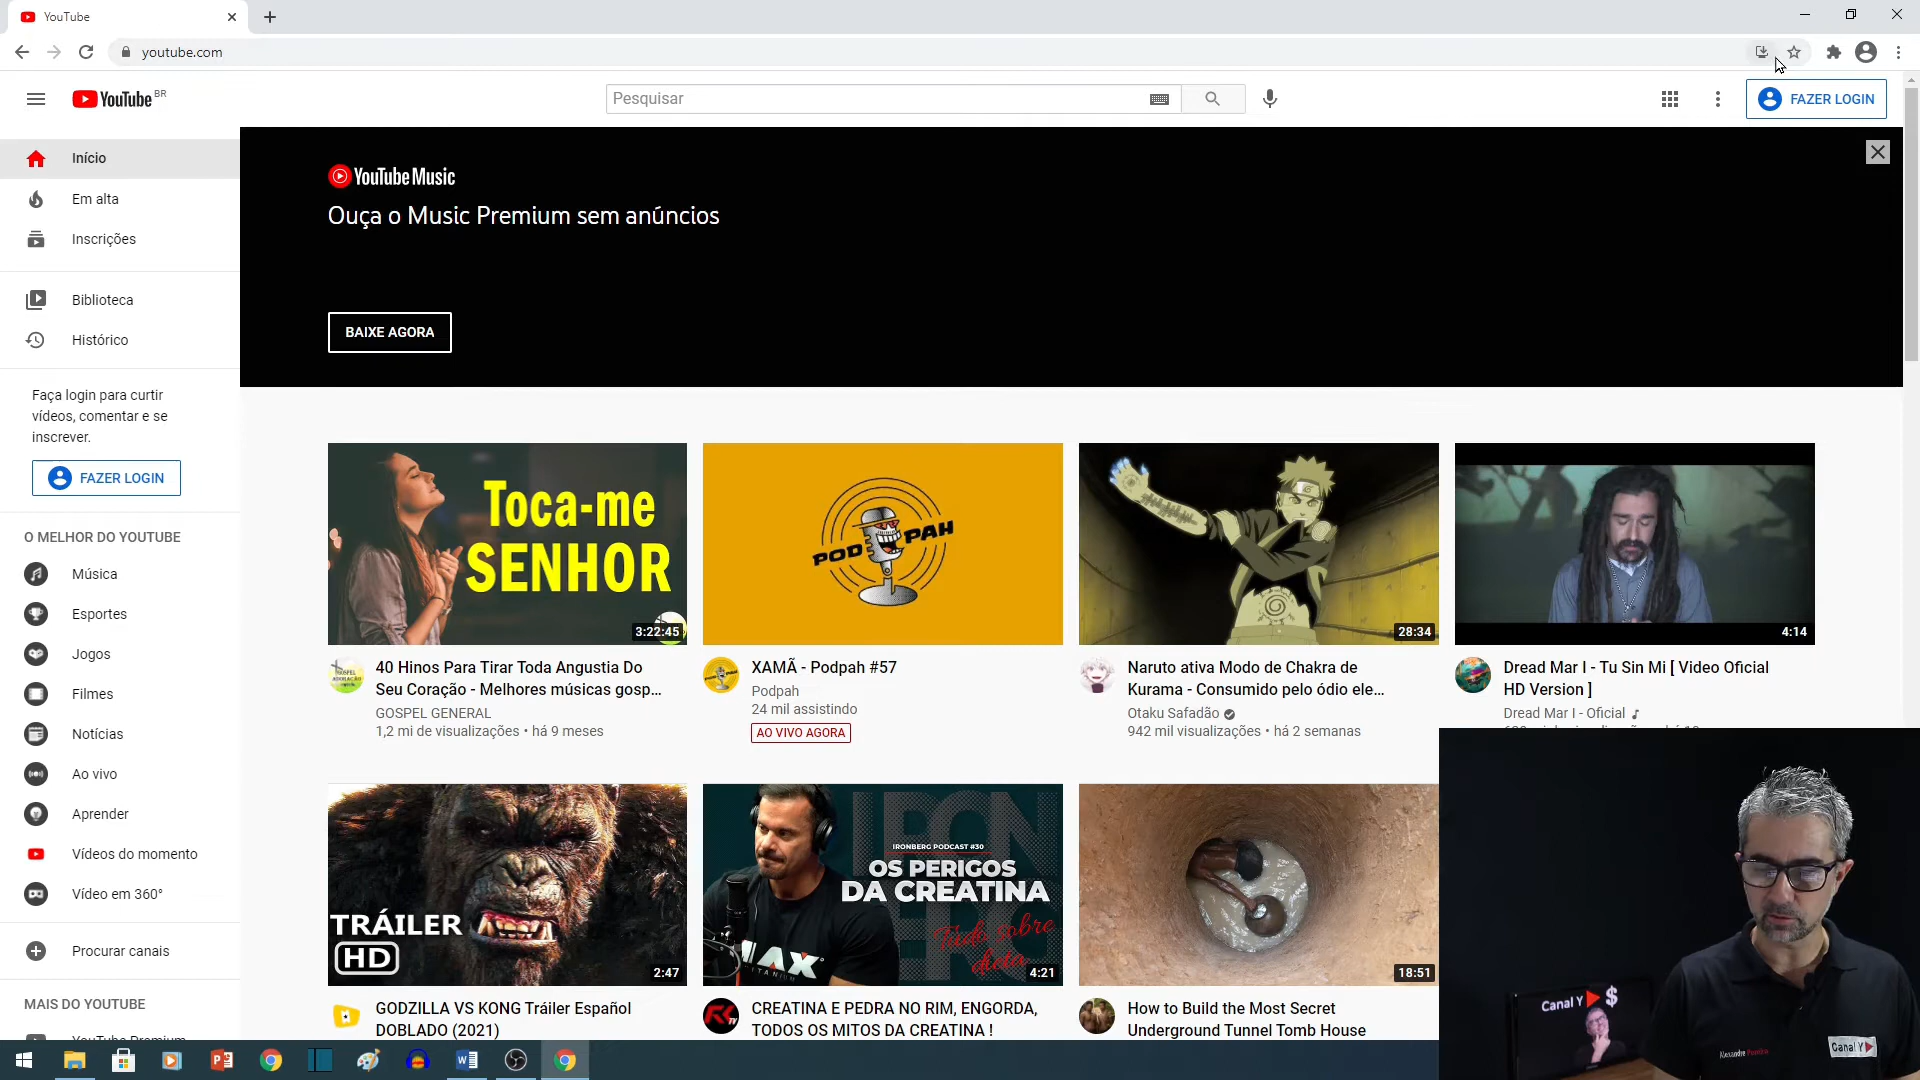 YouTube
youtube.com
YouTube BR
Pesquisar
FAZER LOGIN
Início
Em alta
Inscrições
Biblioteca
Histórico
Faça login para curtir
vídeos, comentar e se
inscrever.
FAZER LOGIN
O MELHOR DO YOUTUBE
Música
Esportes
Jogos
Filmes
Notícias
Ao vivo
Aprender
Vídeos do momento
Vídeo em 360°
Procurar canais
MAIS DO YOUTUBE
YouTube Premium
YouTube Music
Ouça o Music Premium sem anúncios
BAIXE AGORA
Toca-me
SENHOR
3:22:45
40 Hinos Para Tirar Toda Angustia Do
Seu Coração - Melhores músicas gosp...
GOSPEL GENERAL
1,2 mi de visualizações • há 9 meses
PODPAH
XAMÃ - Podpah #57
Podpah
24 mil assistindo
AO VIVO AGORA
28:34
Naruto ativa Modo de Chakra de
Kurama - Consumido pelo ódio ele...
Otaku Safadão
942 mil visualizações • há 2 semanas
4:14
Dread Mar I - Tu Sin Mi [ Video Oficial
HD Version ]
Dread Mar I - Oficial
TRÁILER
HD
2:47
GODZILLA VS KONG Tráiler Español
DOBLADO (2021)
IRONBERG PODCAST #30
OS PERIGOS
DA CREATINA
Tudo sobre
dieta
MAX
TITANIUM
4:21
CREATINA E PEDRA NO RIM, ENGORDA,
TODOS OS MITOS DA CREATINA !
18:51
How to Build the Most Secret
Underground Tunnel Tomb House
Canal Y $
Canal Y